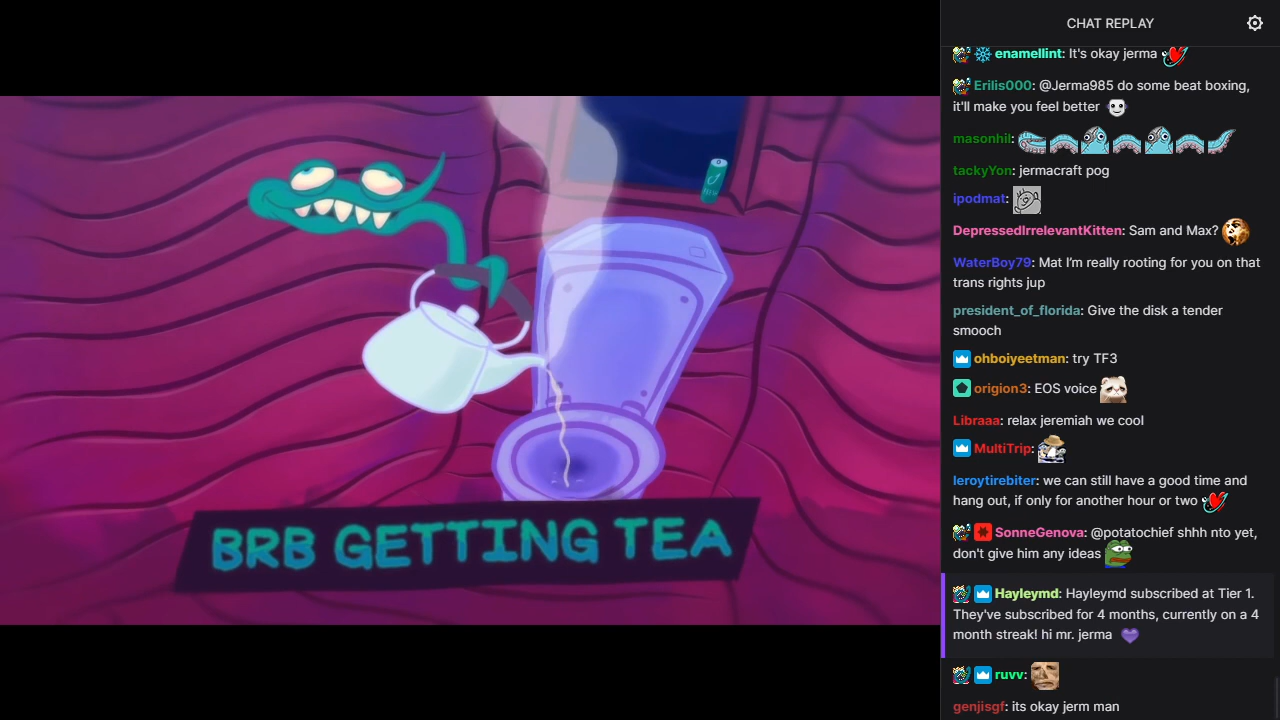 CHAT REPLAY
enamellint: It's okay jerma
Erilis000: @Jerma985 do some beat boxing,
it'll make you feel better
masonhil:
tackyYon: jermacraft pog
ipodmat:
DepressedIrrelevantKitten: Sam and Max?
WaterBoy79: Mat I'm really rooting for you on that
trans rights jup
president_of_florida: Give the disk a tender
smooch
ohboiyeetman: try TF3
origion3: EOS voice
Libraaa: relax jeremiah we cool
MultiTrip:
leroytirebiter: we can still have a good time and
hang out, if only for another hour or two
SonneGenova: @potatochief shhh nto yet,
don't give him any ideas
Hayleymd: Hayleymd subscribed at Tier 1.
They've subscribed for 4 months, currently on a 4
month streak! hi mr. jerma
ruvv:
genjisgf: its okay jerm man
BRB GETTING TEA